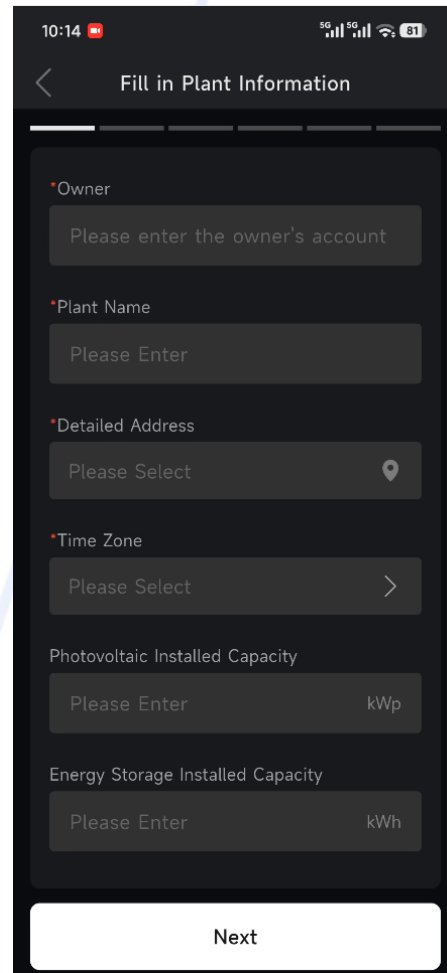 10:14
5G 5G 81
Fill in Plant Information
*Owner
Please enter the owner's account
*Plant Name
Please Enter
*Detailed Address
Please Select
*Time Zone
Please Select
Photovoltaic Installed Capacity
Please Enter kWp
Energy Storage Installed Capacity
Please Enter kWh
Next